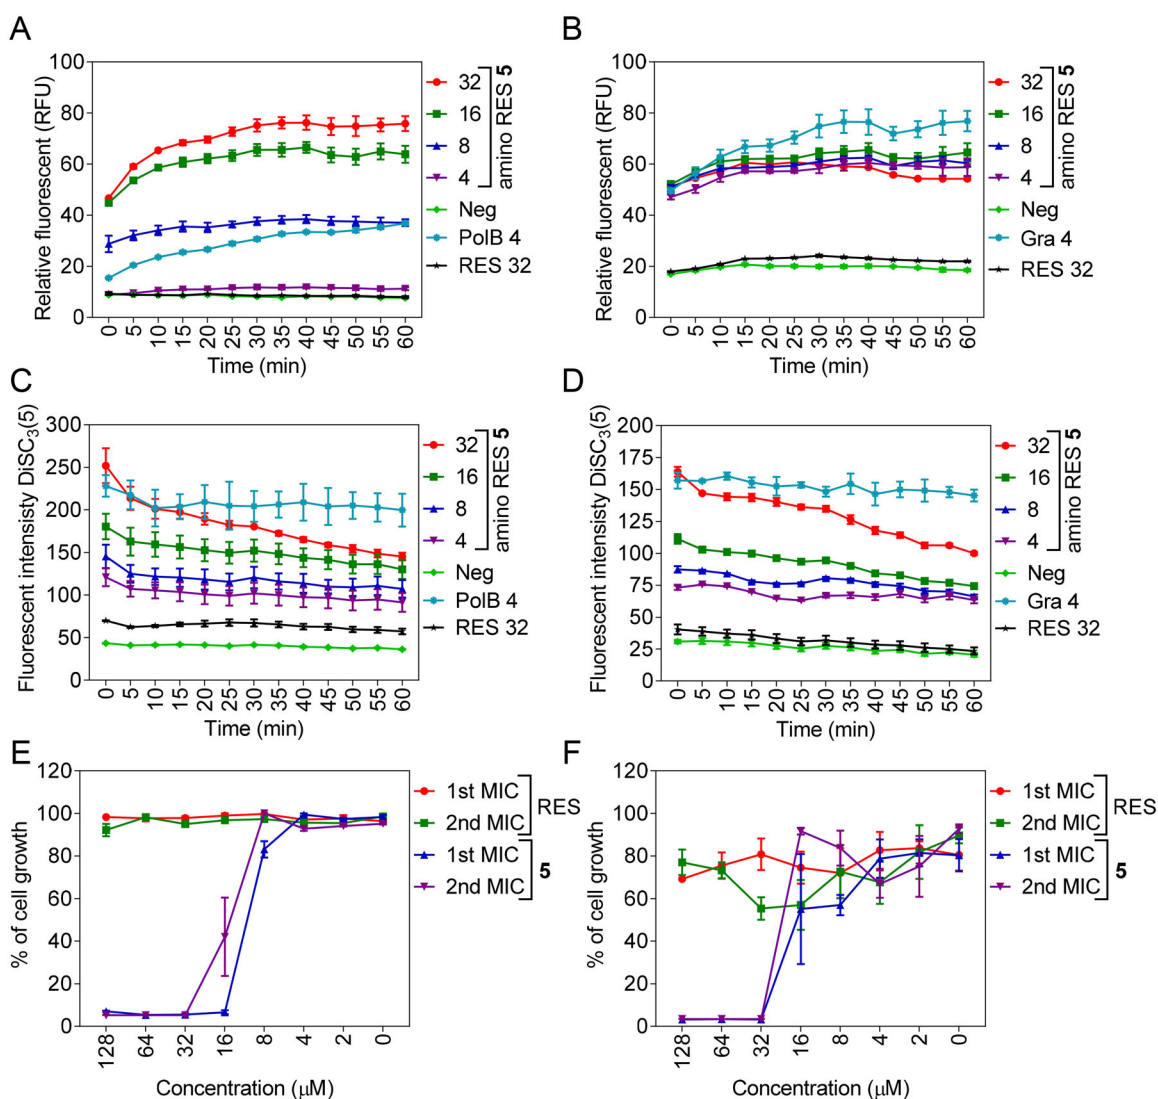 A
Relative fluorescent (RFU)
100
80
60
40
20
0
0 5 10 15 20 25 30 35 40 45 50 55 60
Time (min)
32
16
8
4
amino RES 5
Neg
PolB 4
RES 32
B
Relative fluorescent (RFU)
100
80
60
40
20
0
0 5 10 15 20 25 30 35 40 45 50 55 60
Time (min)
32
16
8
4
amino RES 5
Neg
Gra 4
RES 32
C
Fluorescent intensisty DiSC3(5)
300
250
200
150
100
50
0
0 5 10 15 20 25 30 35 40 45 50 55 60
Time (min)
32
16
8
4
amino RES 5
Neg
PolB 4
RES 32
D
Fluorescent intensisty DiSC3(5)
200
175
150
125
100
75
50
25
0
0 5 10 15 20 25 30 35 40 45 50 55 60
Time (min)
32
16
8
4
amino RES 5
Neg
Gra 4
RES 32
E
% of cell growth
120
100
80
60
40
20
0
128 64 32 16 8 4 2 0
Concentration (μM)
1st MIC
2nd MIC
RES
1st MIC
2nd MIC
5
F
% of cell growth
120
100
80
60
40
20
0
128 64 32 16 8 4 2 0
Concentration (μM)
1st MIC
2nd MIC
RES
1st MIC
2nd MIC
5